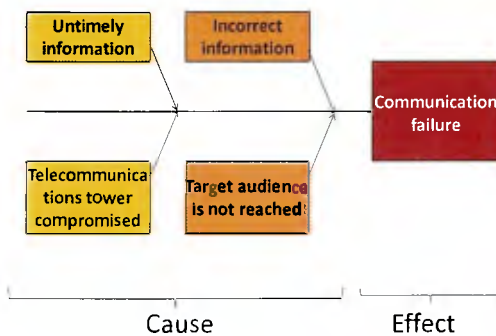 Untimely
information
Incorrect
information
Communication
failure
Telecommunica
tions tower
compromised
Target audience
is not reached
Cause
Effect